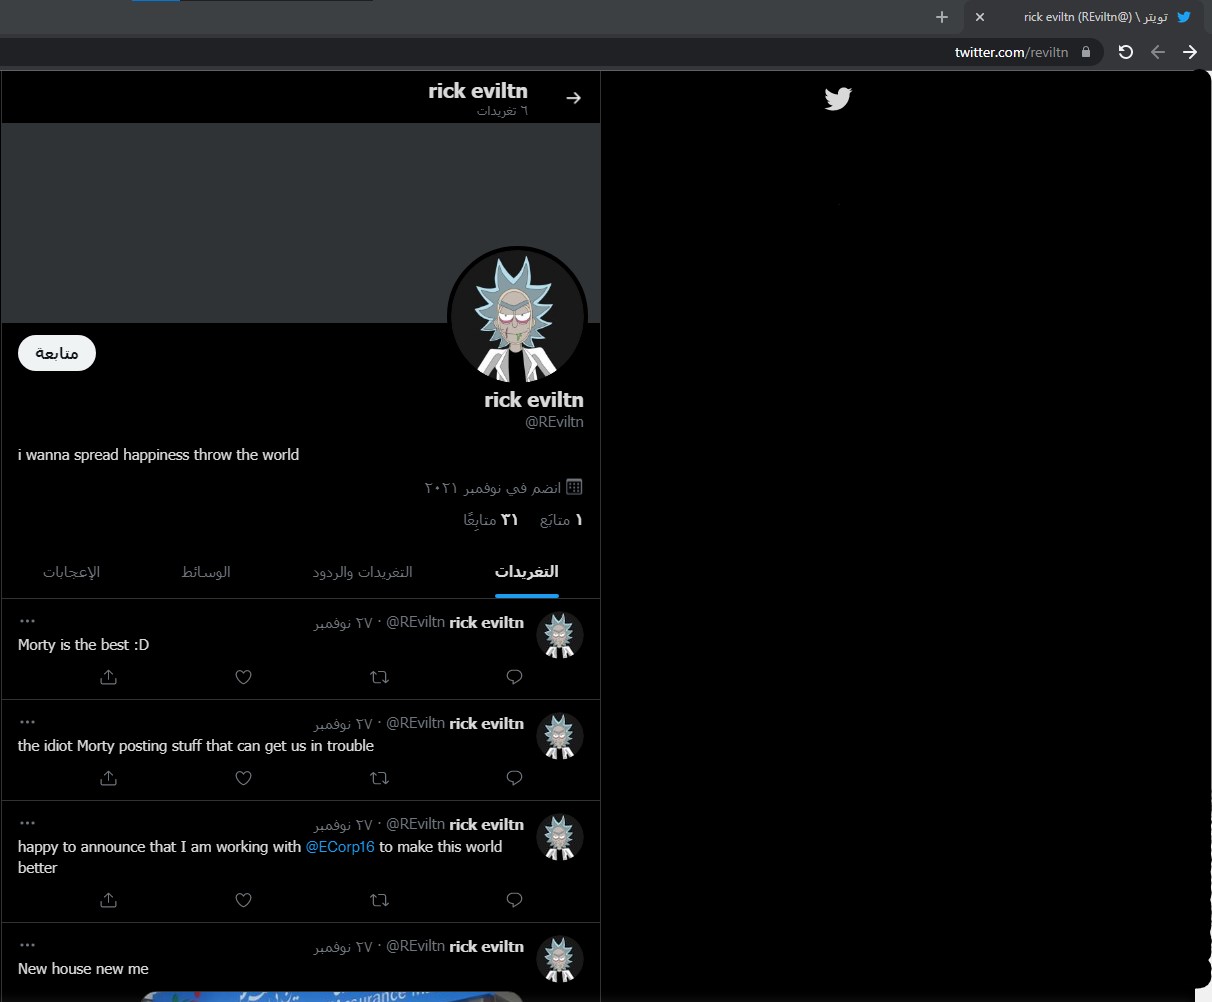 rick eviltn (@REviltn) \ تويتر
twitter.com/reviltn
rick eviltn
٦ تغريدات
متابعة
rick eviltn
@REviltn
i wanna spread happiness throw the world
انضم في نوفمبر ٢٠٢١
١ متابَع ٣١ متابِعًا
التغريدات التغريدات والردود الوسائط الإعجابات
rick eviltn @REviltn · ٢٧ نوفمبر
Morty is the best :D
rick eviltn @REviltn · ٢٧ نوفمبر
the idiot Morty posting stuff that can get us in trouble
rick eviltn @REviltn · ٢٧ نوفمبر
happy to announce that I am working with @ECorp16 to make this world
better
rick eviltn @REviltn · ٢٧ نوفمبر
New house new me